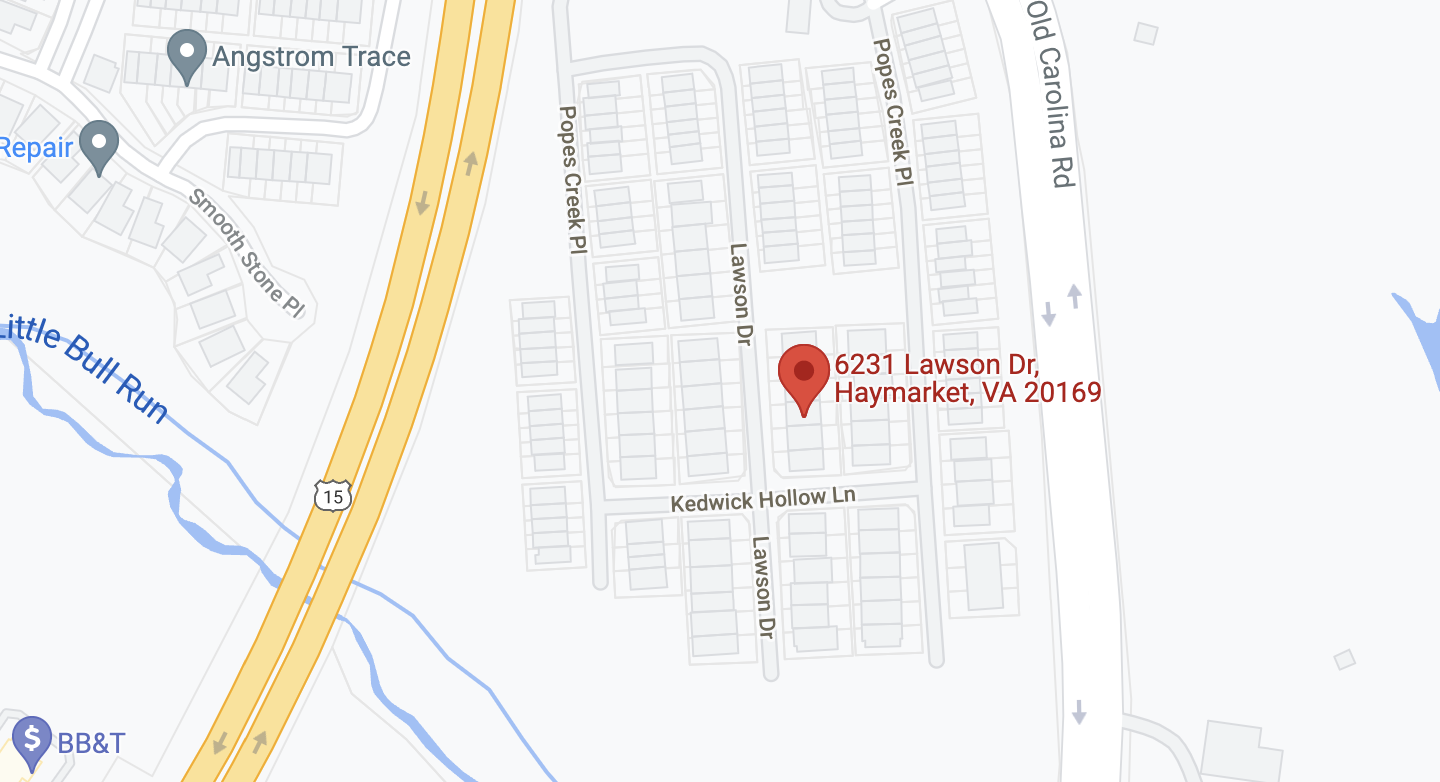 Angstrom Trace
Repair
Smooth Stone Pl
Little Bull Run
15
BB&T
$
Popes Creek Pl
Popes Creek Pl
Old Carolina Rd
Lawson Dr
6231 Lawson Dr,
Haymarket, VA 20169
Kedwick Hollow Ln
Lawson Dr